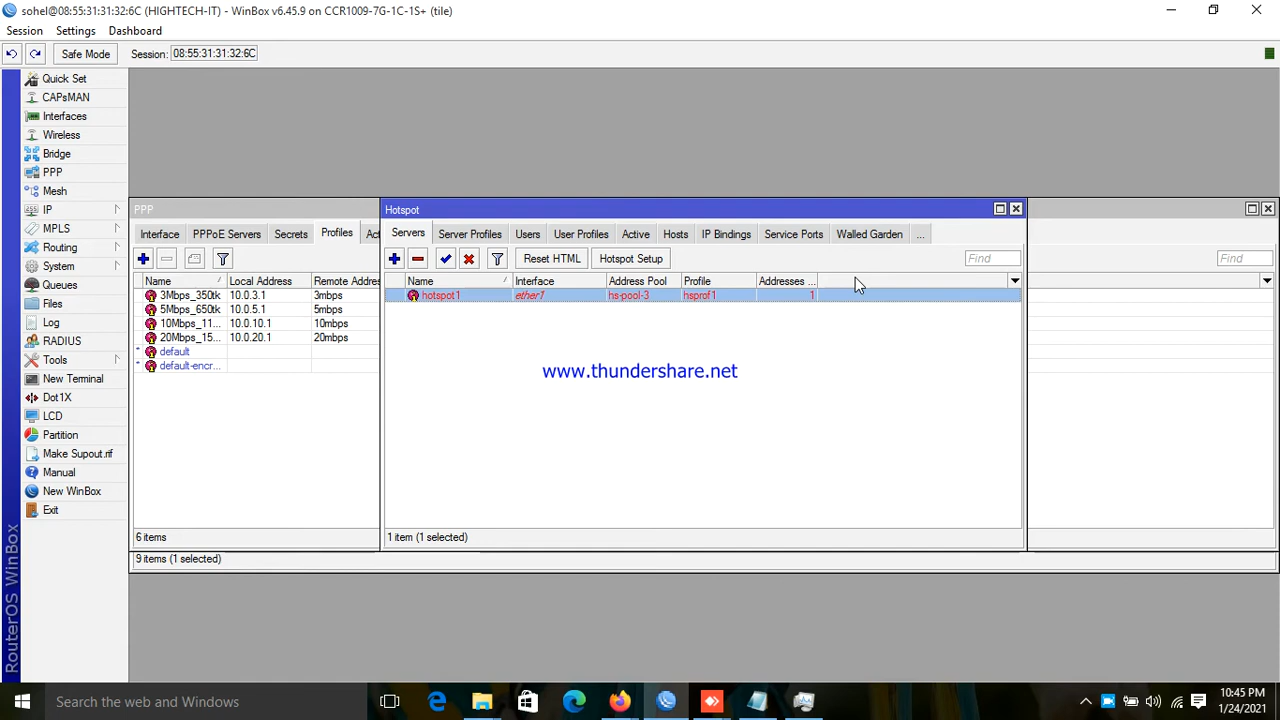 sohel@08:55:31:31:32:6C (HIGHTECH-IT) - WinBox v6.45.9 on CCR1009-7G-1C-1S+ (tile)
Session Settings Dashboard
Safe Mode Session: 08:55:31:31:32:6C
Quick Set
CAPsMAN
Interfaces
Wireless
Bridge
PPP
Mesh
IP
MPLS
Routing
System
Queues
Files
Log
RADIUS
Tools
New Terminal
Dot1X
LCD
Partition
Make Supout.rif
Manual
New WinBox
Exit
RouterOS WinBox
PPP
Interface PPPoE Servers Secrets Profiles Ac
Name Local Address Remote Addres
3Mbps_350tk 10.0.3.1 3mbps
5Mbps_650tk 10.0.5.1 5mbps
10Mbps_11... 10.0.10.1 10mbps
20Mbps_15... 10.0.20.1 20mbps
* default
* default-encr...
6 items
9 items (1 selected)
Hotspot
Servers Server Profiles Users User Profiles Active Hosts IP Bindings Service Ports Walled Garden ...
Reset HTML Hotspot Setup Find
Name Interface Address Pool Profile Addresses ...
hotspot1 ether1 hs-pool-3 hsprof1 1
www.thundershare.net
1 item (1 selected)
Find
Search the web and Windows
10:45 PM
1/24/2021